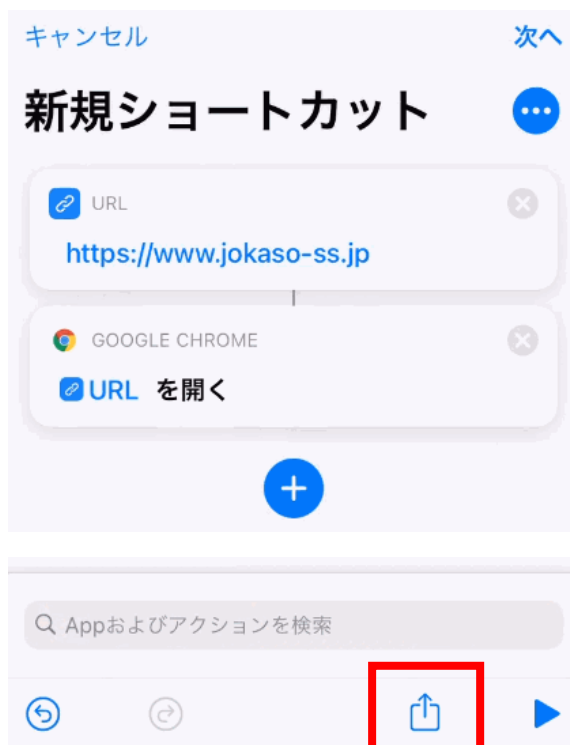 キャンセル 次へ
新規ショートカット
URL
https://www.jokaso-ss.jp
GOOGLE CHROME
URL を開く
Appおよびアクションを検索